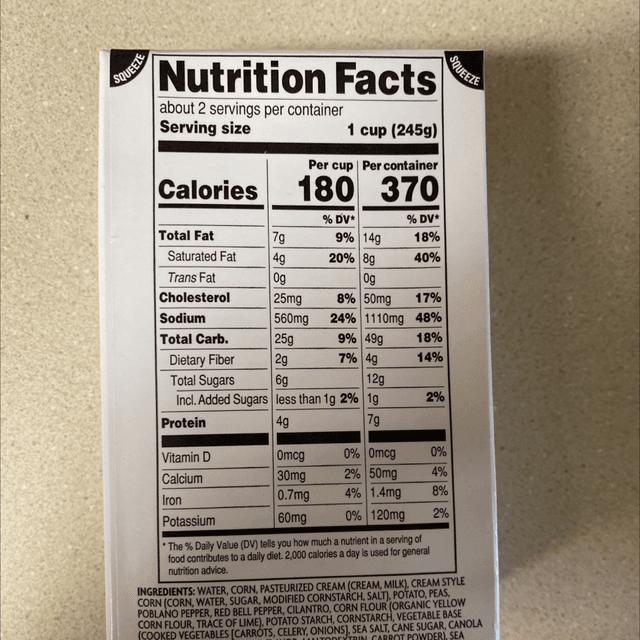 SQUEEZE
SQUEEZE
Nutrition Facts
about 2 servings per container
Serving size 1 cup (245g)
Per cup Per container
Calories 180 370
% DV* % DV*
Total Fat 7g 9% 14g 18%
Saturated Fat 4g 20% 8g 40%
Trans Fat 0g 0g
Cholesterol 25mg 8% 50mg 17%
Sodium 560mg 24% 1110mg 48%
Total Carb. 25g 9% 49g 18%
Dietary Fiber 2g 7% 4g 14%
Total Sugars 6g 12g
Incl. Added Sugars less than 1g 2% 1g 2%
Protein 4g 7g
Vitamin D 0mcg 0% 0mcg 0%
Calcium 30mg 2% 50mg 4%
Iron 0.7mg 4% 1.4mg 8%
Potassium 60mg 0% 120mg 2%
* The % Daily Value (DV) tells you how much a nutrient in a serving of
food contributes to a daily diet. 2,000 calories a day is used for general
nutrition advice.
INGREDIENTS: WATER, CORN, PASTEURIZED CREAM (CREAM, MILK), CREAM STYLE
CORN (CORN, WATER, SUGAR, MODIFIED CORNSTARCH, SALT), POTATO, PEAS,
POBLANO PEPPER, RED BELL PEPPER, CILANTRO, CORN FLOUR (ORGANIC YELLOW
CORN FLOUR, TRACE OF LIME), POTATO STARCH, CORNSTARCH, VEGETABLE BASE
(COOKED VEGETABLES [CARROTS, CELERY, ONIONS], SEA SALT, CANE SUGAR, CANOLA
MALTODEXTRIN, CARROT POWDER), SEA